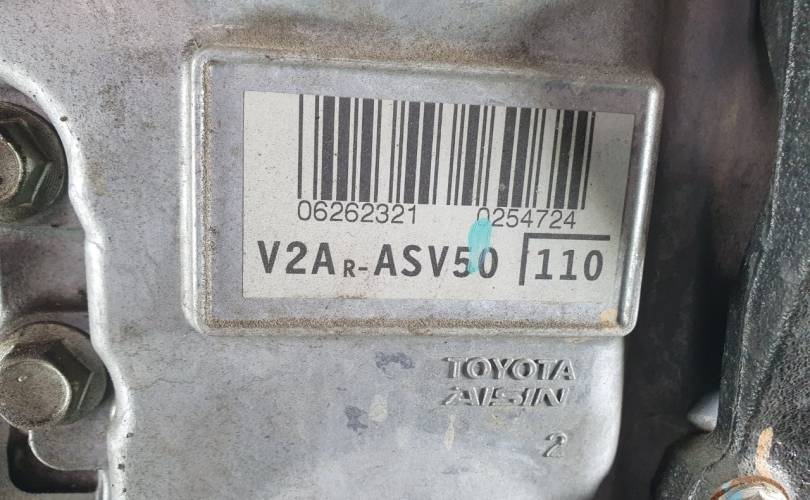 06262321 0254724
V2AR-ASV50 110
TOYOTA
AISIN
2